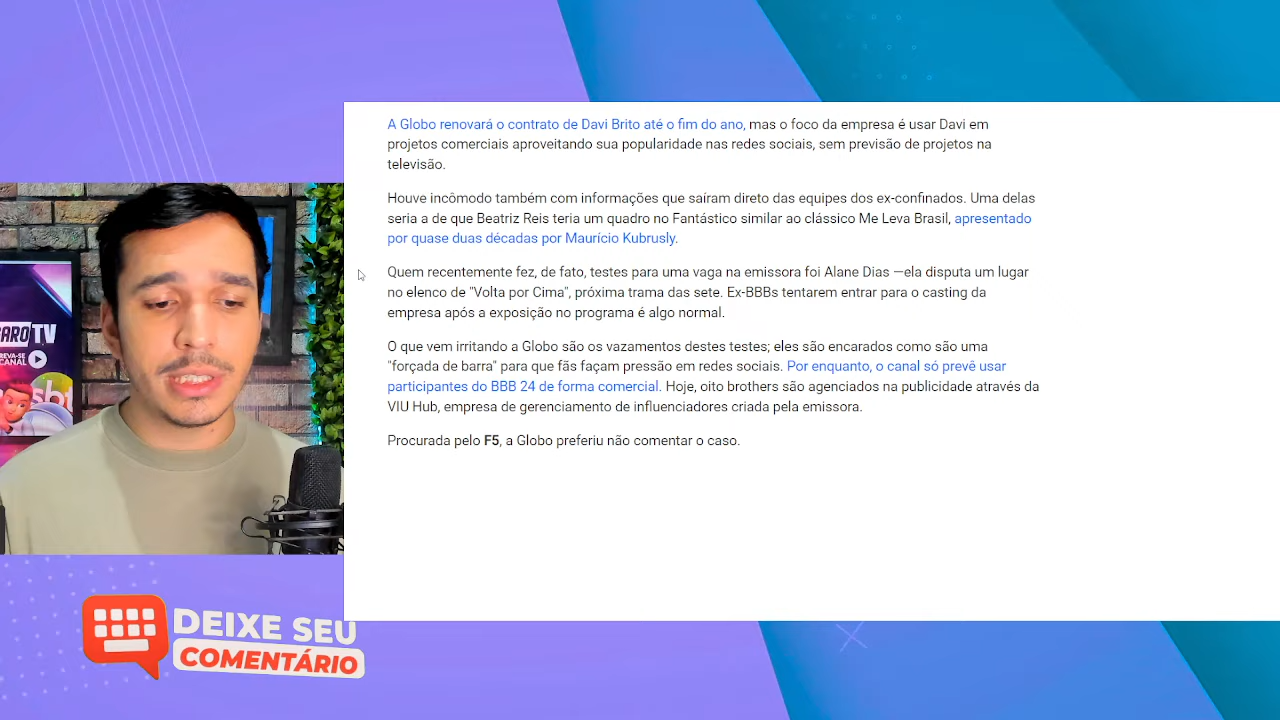 A Globo renovará o contrato de Davi Brito até o fim do ano, mas o foco da empresa é usar Davi em
projetos comerciais aproveitando sua popularidade nas redes sociais, sem previsão de projetos na
televisão.
Houve incômodo também com informações que saíram direto das equipes dos ex-confinados. Uma delas
seria a de que Beatriz Reis teria um quadro no Fantástico similar ao clássico Me Leva Brasil, apresentado
por quase duas décadas por Maurício Kubrusly.
Quem recentemente fez, de fato, testes para uma vaga na emissora foi Alane Dias —ela disputa um lugar
no elenco de "Volta por Cima", próxima trama das sete. Ex-BBBs tentarem entrar para o casting da
empresa após a exposição no programa é algo normal.
O que vem irritando a Globo são os vazamentos destes testes; eles são encarados como são uma
"forçada de barra" para que fãs façam pressão em redes sociais. Por enquanto, o canal só prevê usar
participantes do BBB 24 de forma comercial. Hoje, oito brothers são agenciados na publicidade através da
VIU Hub, empresa de gerenciamento de influenciadores criada pela emissora.
Procurada pelo F5, a Globo preferiu não comentar o caso.
ARO TV
REVA-SE
CANAL
sbt
DEIXE SEU
COMENTÁRIO